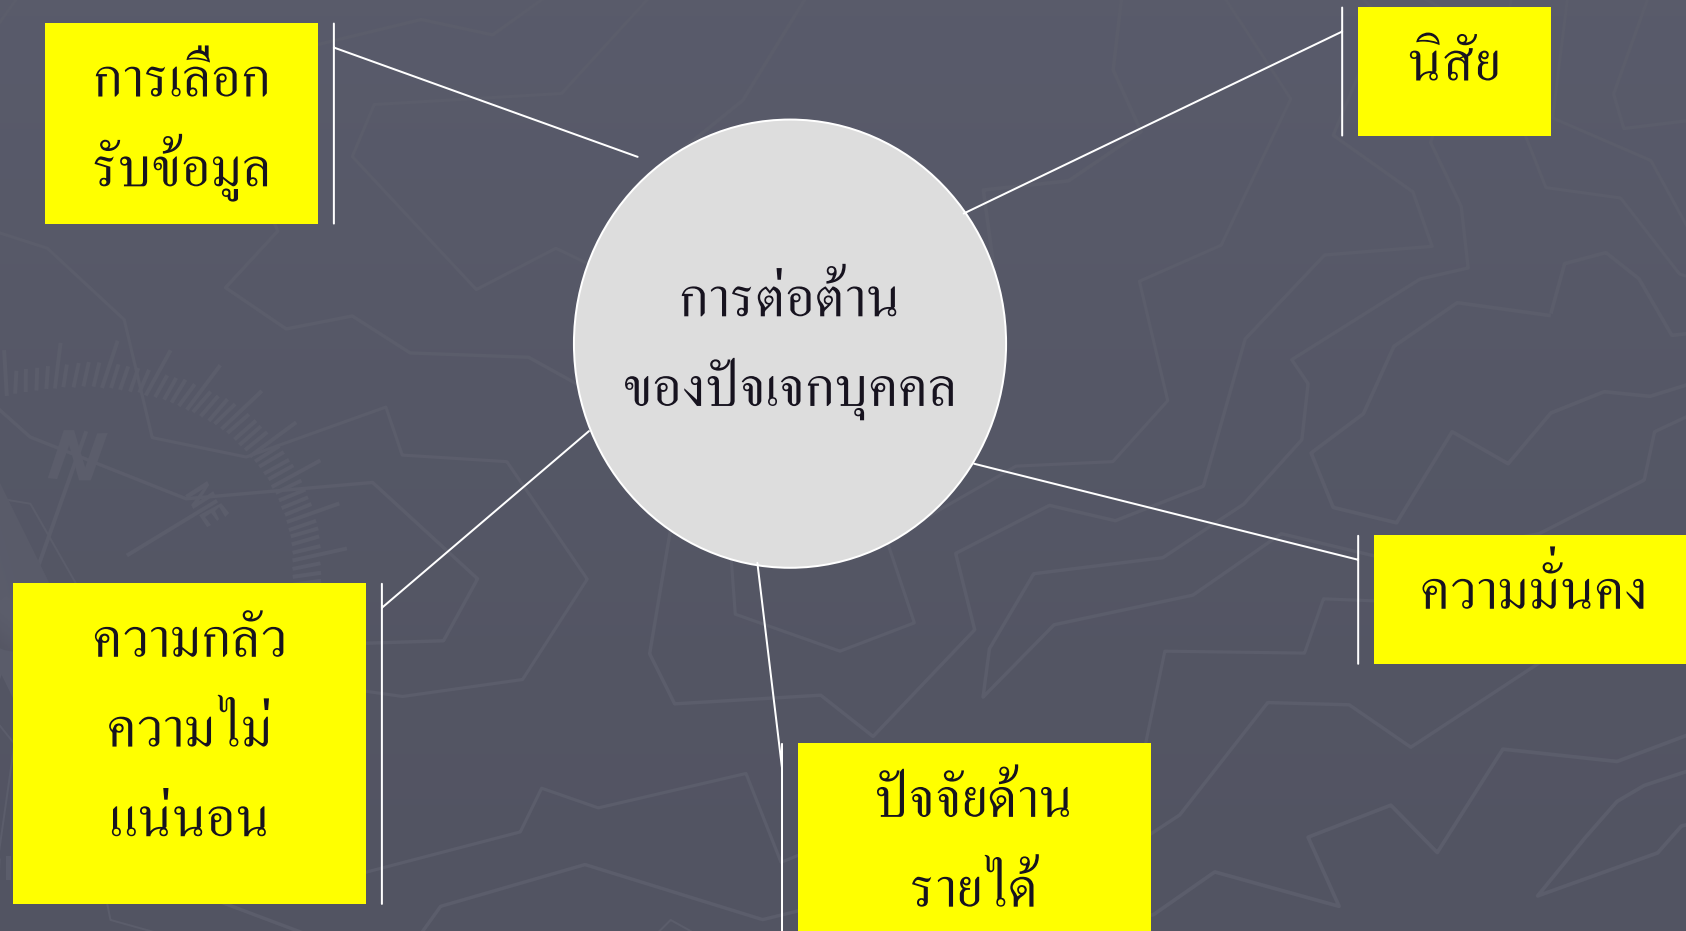 การเลือก
รับข้อมูล
นิสัย
การต่อต้าน
ของปัจเจกบุคคล
ความมั่นคง
ความกลัว
ความไม่
แน่นอน
ปัจจัยด้าน
รายได้
N
NE